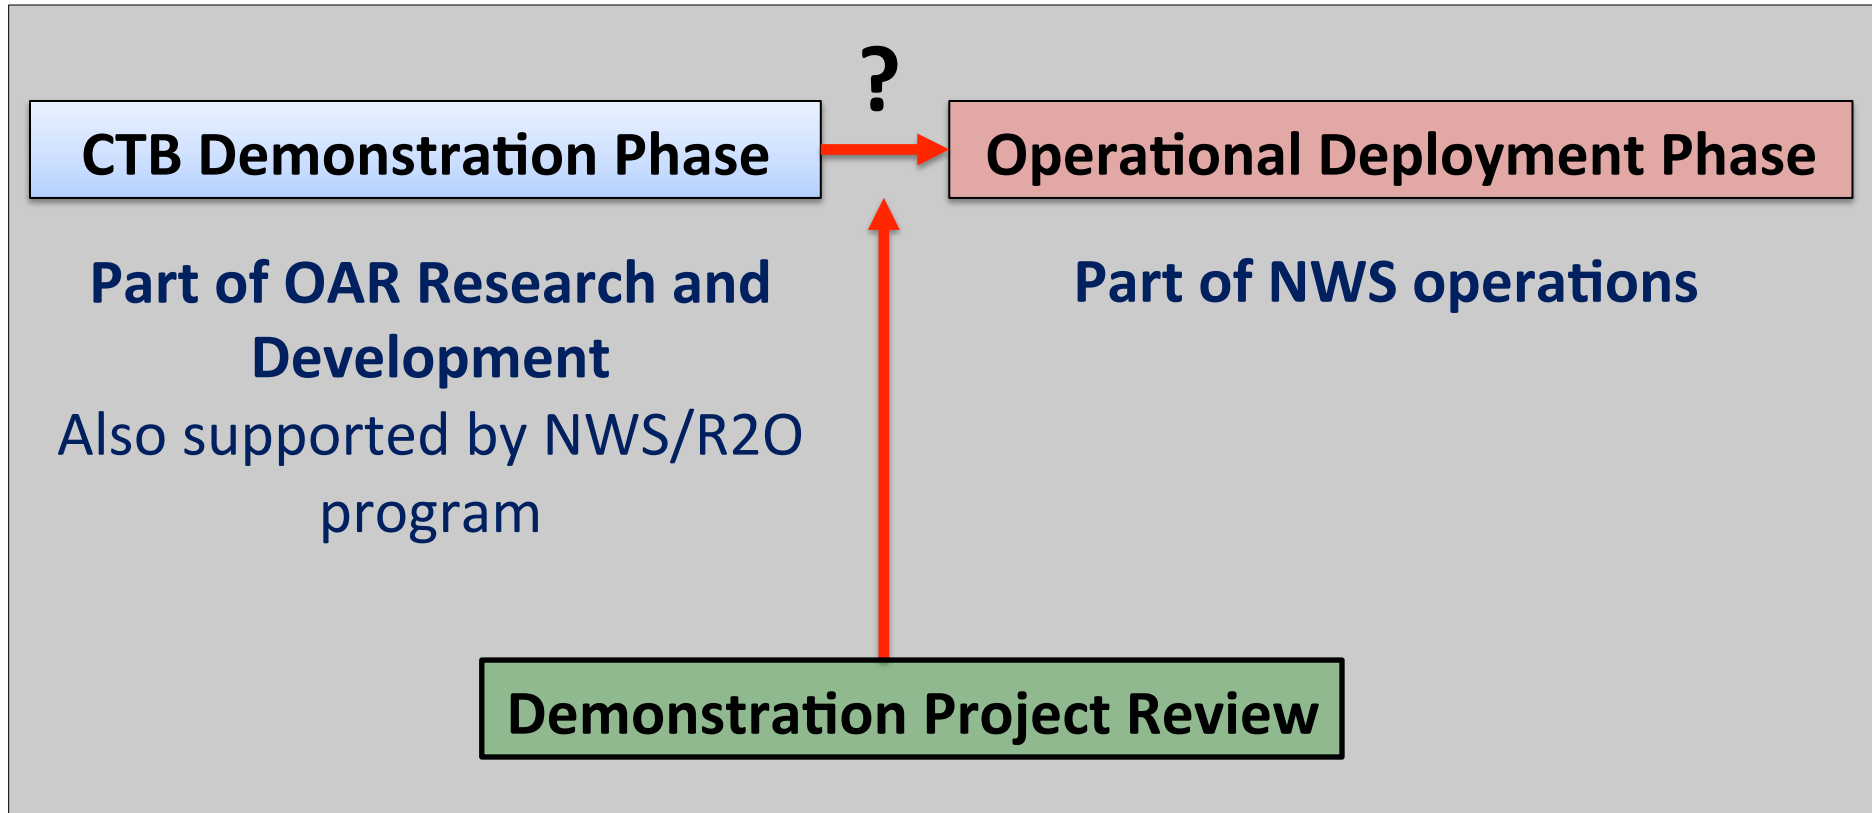 ?
CTB Demonstration Phase
Operational Deployment Phase
Part of OAR Research and
Development
Also supported by NWS/R2O
program
Part of NWS operations
Demonstration Project Review